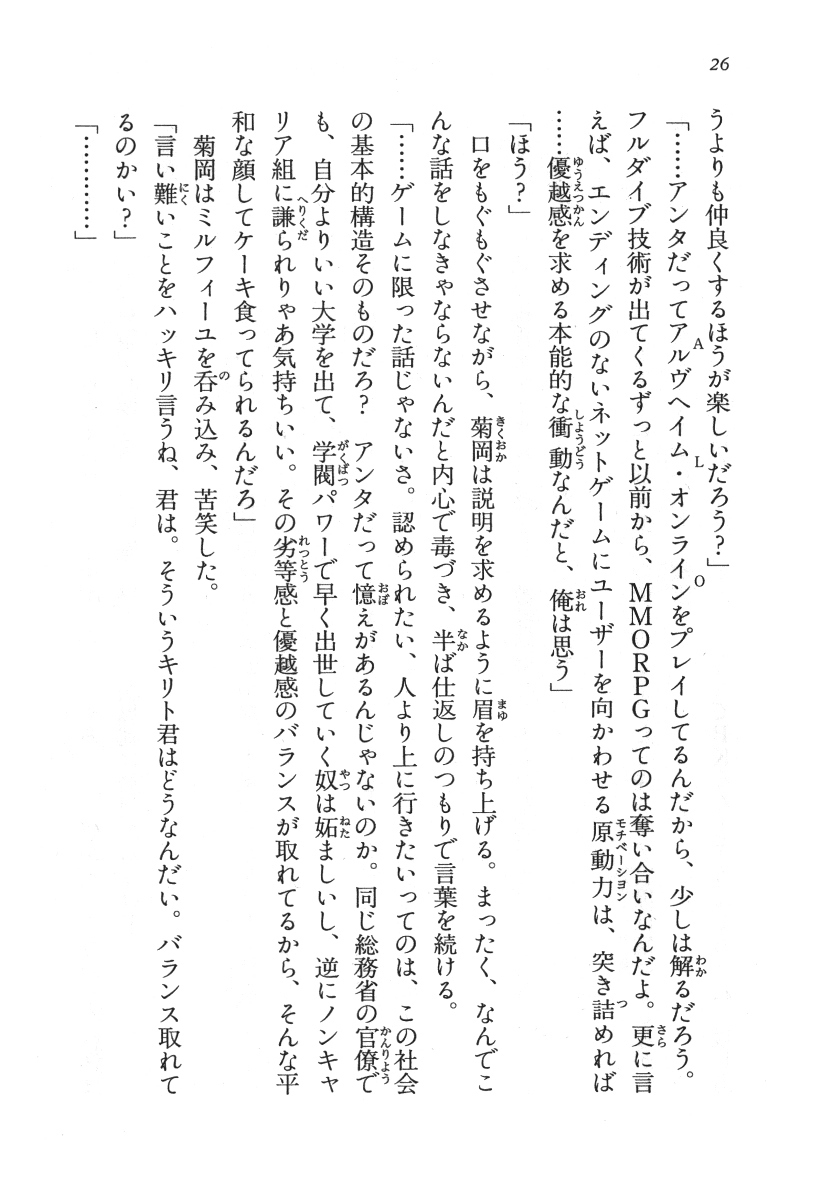 26
うよりも仲良くするほうが楽しいだろう？」
「……アンタだってアルヴヘイム・オンラインをプレイしてるんだから、少しは解るだろう。
フルダイブ技術が出てくるずっと以前から、ＭＭＯＲＰＧってのは奪い合いなんだよ。更に言
えば、エンディングのないネットゲームにユーザーを向かわせる原動力は、突き詰めれば
……優越感を求める本能的な衝動なんだと、俺は思う」
「ほう？」
　口をもぐもぐさせながら、菊岡は説明を求めるように眉を持ち上げる。まったく、なんでこ
んな話をしなきゃならないんだと内心で毒づき、半ば仕返しのつもりで言葉を続ける。
「……ゲームに限った話じゃないさ。認められたい、人より上に行きたいってのは、この社会
の基本的構造そのものだろ？　アンタだって憶えがあるんじゃないのか。同じ総務省の官僚で
も、自分よりいい大学を出て、学閥パワーで早く出世していく奴は妬ましいし、逆にノンキャ
リア組に謙られりゃあ気持ちいい。その劣等感と優越感のバランスが取れてるから、そんな平
和な顔してケーキ食ってられるんだろ」
　菊岡はミルフィーユを呑み込み、苦笑した。
「言い難いことをハッキリ言うね、君は。そういうキリト君はどうなんだい。バランス取れて
るのかい？」
「…………」